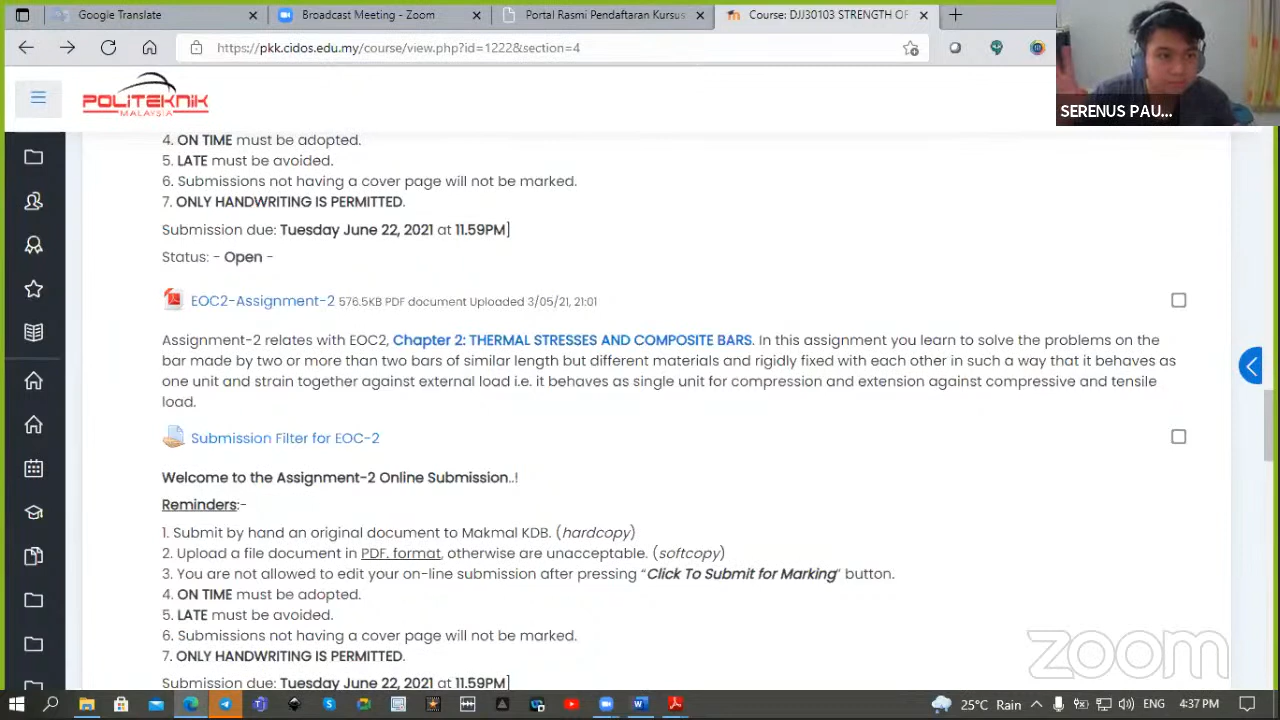 Google Translate
Broadcast Meeting - Zoom
Portal Rasmi Pendaftaran Kursus
Course: DJJ30103 STRENGTH OF
https://pkk.cidos.edu.my/course/view.php?id=1222&section=4
SERENUS PAU...
POLITEKNIK
MALAYSIA
4. ON TIME must be adopted.
5. LATE must be avoided.
6. Submissions not having a cover page will not be marked.
7. ONLY HANDWRITING IS PERMITTED.
Submission due: Tuesday June 22, 2021 at 11.59PM]
Status: - Open -
EOC2-Assignment-2 576.5KB PDF document Uploaded 3/05/21, 21:01
Assignment-2 relates with EOC2, Chapter 2: THERMAL STRESSES AND COMPOSITE BARS. In this assignment you learn to solve the problems on the
bar made by two or more than two bars of similar length but different materials and rigidly fixed with each other in such a way that it behaves as
one unit and strain together against external load i.e. it behaves as single unit for compression and extension against compressive and tensile
load.
Submission Filter for EOC-2
Welcome to the Assignment-2 Online Submission..!
Reminders:-
1. Submit by hand an original document to Makmal KDB. (hardcopy)
2. Upload a file document in PDF. format, otherwise are unacceptable. (softcopy)
3. You are not allowed to edit your on-line submission after pressing “Click To Submit for Marking” button.
4. ON TIME must be adopted.
5. LATE must be avoided.
6. Submissions not having a cover page will not be marked.
7. ONLY HANDWRITING IS PERMITTED.
Submission due: Tuesday June 22, 2021 at 11.59PM]
zoom
25°C Rain
ENG
4:37 PM